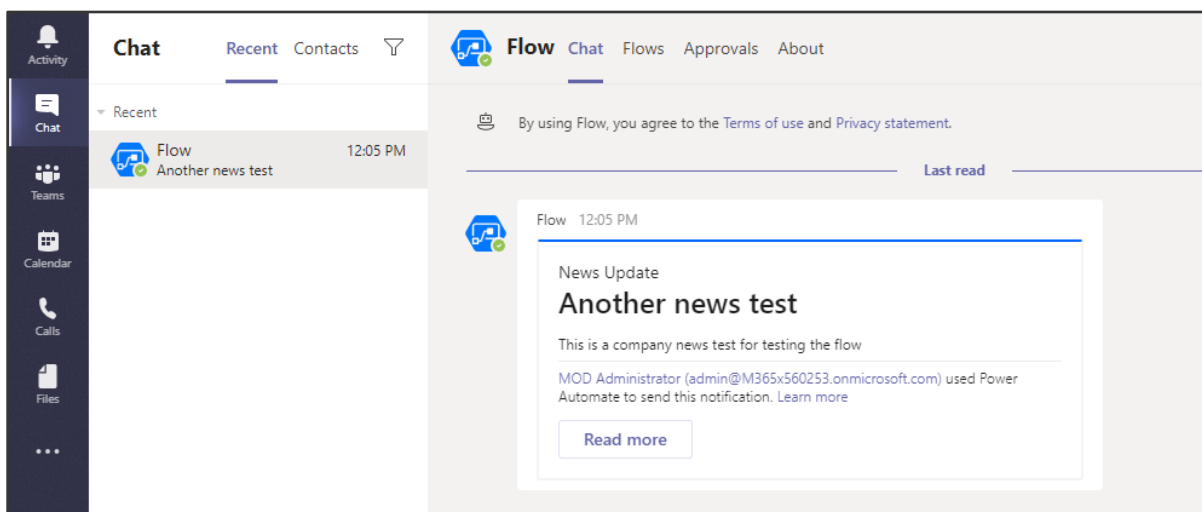 Activity
Chat
Teams
Calendar
Calls
Files
Chat
Recent Contacts
Recent
Flow 12:05 PM
Another news test
Flow Chat Flows Approvals About
By using Flow, you agree to the Terms of use and Privacy statement.
Last read
Flow 12:05 PM
News Update
Another news test
This is a company news test for testing the flow
MOD Administrator (admin@M365x560253.onmicrosoft.com) used Power
Automate to send this notification. Learn more
Read more